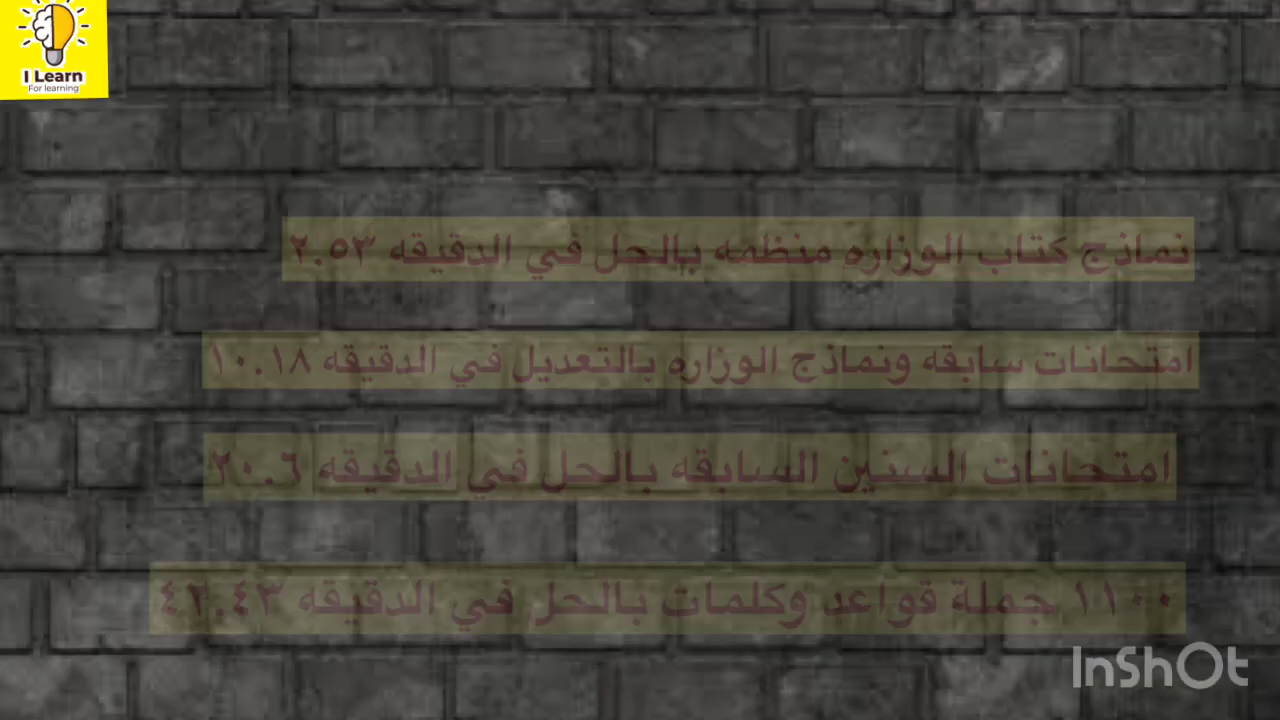 I Learn
For learning
نماذج كتاب الوزاره منظمه بالحل في الدقيقه ٢.٥٣
امتحانات سابقه ونماذج الوزاره بالتعديل في الدقيقه ١٠.١٨
امتحانات السنين السابقه بالحل في الدقيقه ٢٠.٦
١١٠٠ جملة قواعد وكلمات بالحل في الدقيقه ٤٢,٤٣
InShOt